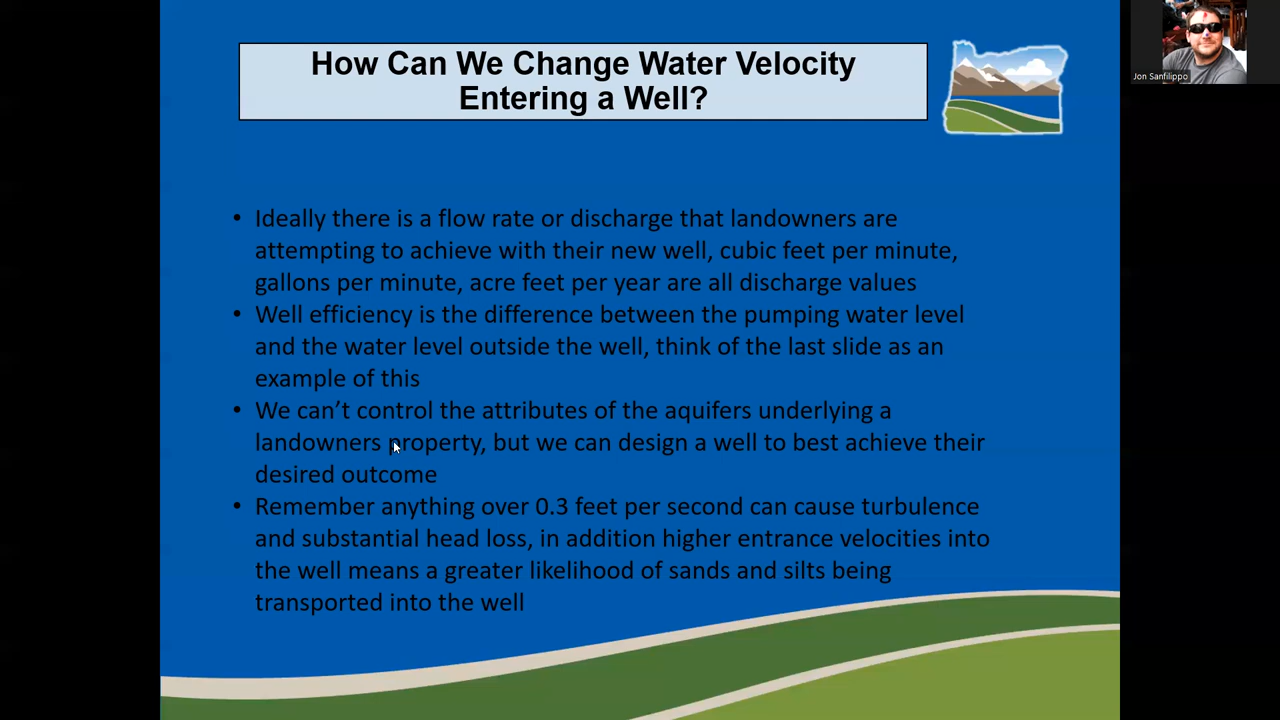 How Can We Change Water Velocity
Entering a Well?
Jon Sanfilippo
• Ideally there is a flow rate or discharge that landowners are
attempting to achieve with their new well, cubic feet per minute,
gallons per minute, acre feet per year are all discharge values
• Well efficiency is the difference between the pumping water level
and the water level outside the well, think of the last slide as an
example of this
• We can’t control the attributes of the aquifers underlying a
landowners property, but we can design a well to best achieve their
desired outcome
• Remember anything over 0.3 feet per second can cause turbulence
and substantial head loss, in addition higher entrance velocities into
the well means a greater likelihood of sands and silts being
transported into the well